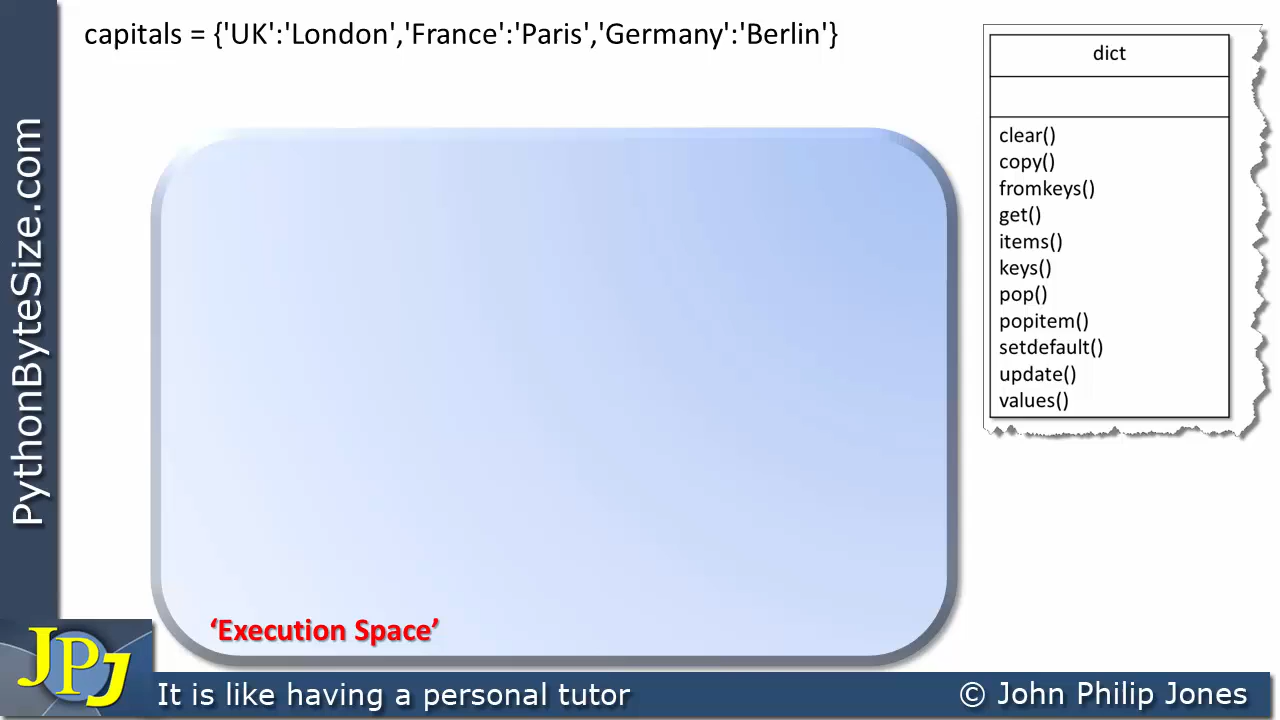 capitals = {'UK':'London','France':'Paris','Germany':'Berlin'}
dict
clear()
copy()
fromkeys()
get()
items()
keys()
pop()
popitem()
setdefault()
update()
values()
PythonByteSize.com
‘Execution Space’
JPJ
It is like having a personal tutor
© John Philip Jones